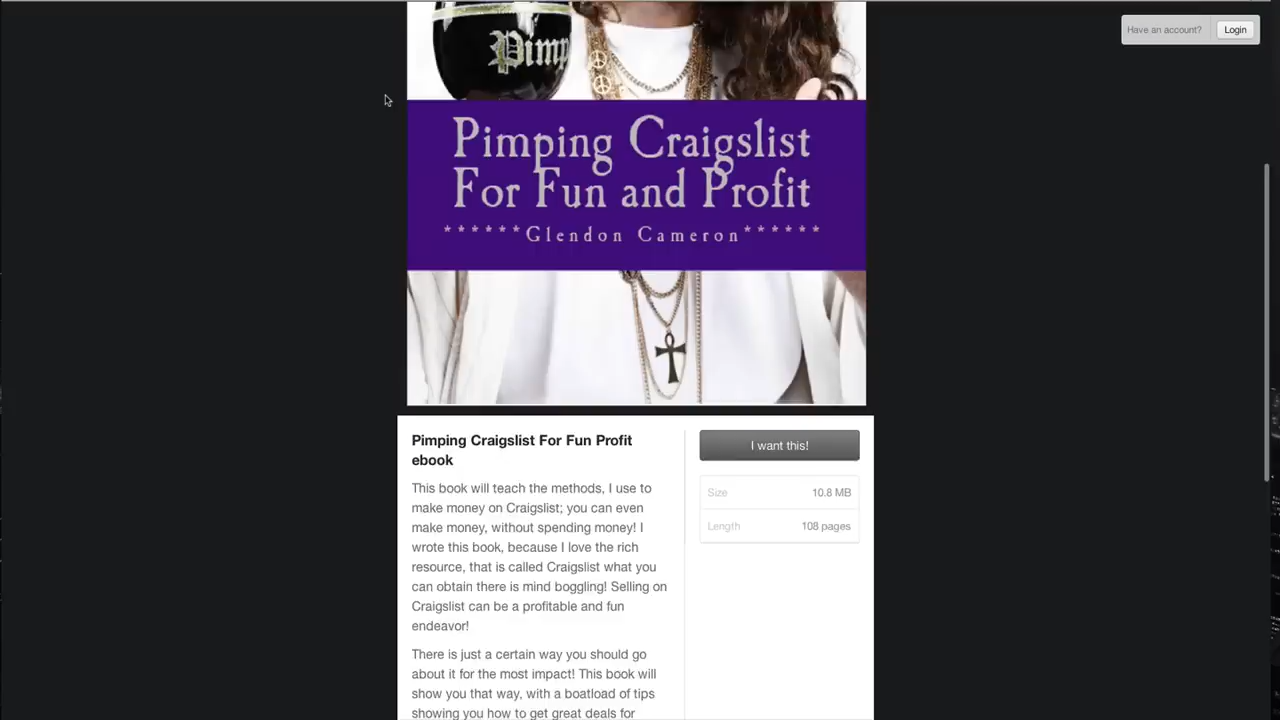 Have an account? Login
Pimp
Pimping Craigslist
For Fun and Profit
******Glendon Cameron******
Pimping Craigslist For Fun Profit
ebook
This book will teach the methods, I use to
make money on Craigslist; you can even
make money, without spending money! I
wrote this book, because I love the rich
resource, that is called Craigslist what you
can obtain there is mind boggling! Selling on
Craigslist can be a profitable and fun
endeavor!
There is just a certain way you should go
about it for the most impact! This book will
show you that way, with a boatload of tips
showing you how to get great deals for
I want this!
Size 10.8 MB
Length 108 pages